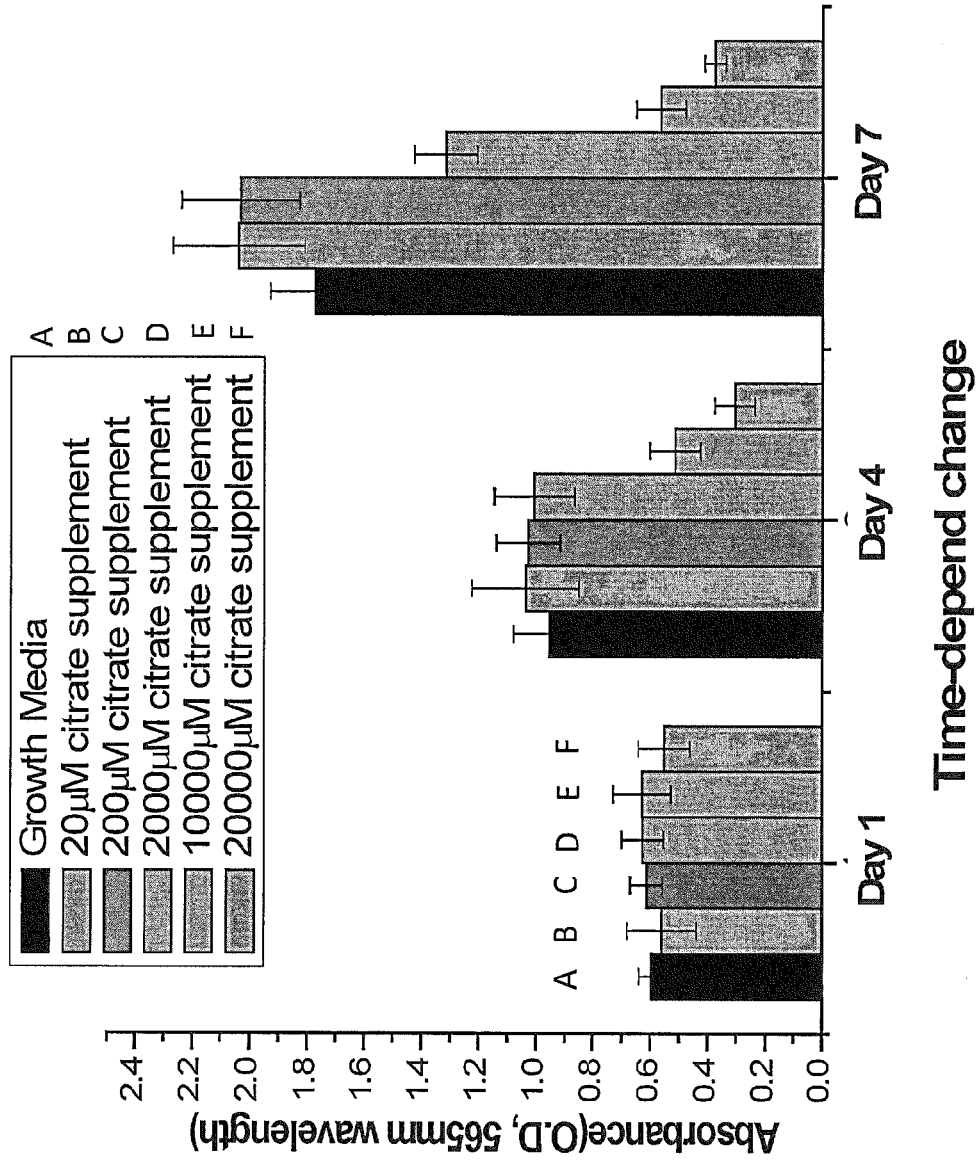 Growth Media A
20μM citrate supplement B
200μM citrate supplement C
2000μM citrate supplement D
10000μM citrate supplement E
20000μM citrate supplement F
Absorbance(O.D, 565mm wavelength)
2.4
2.0
1.8
1.6
1.4
1.2
1.0
0.8
0.6
0.4
0.2
0.0
A B C D E F
Day 1 Day 4 Day 7
Time-depend change